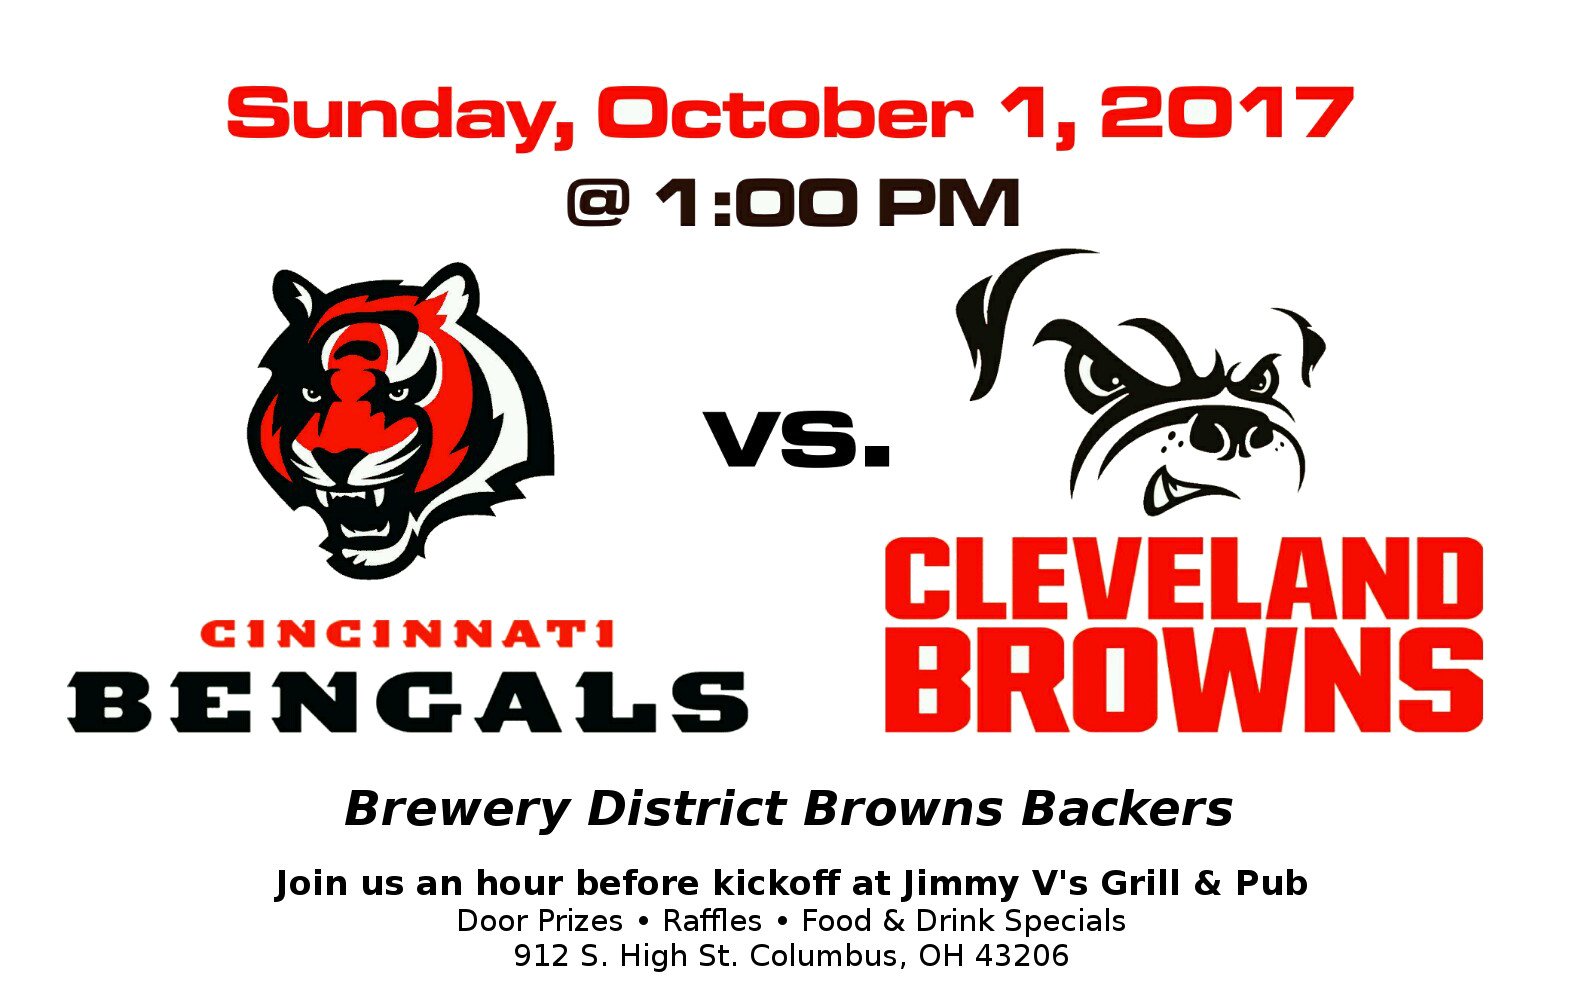 Sunday, October 1, 2017
@ 1:00 PM
vs.
CINCINNATI
BENGALS
CLEVELAND
BROWNS
Brewery District Browns Backers
Join us an hour before kickoff at Jimmy V's Grill & Pub
Door Prizes • Raffles • Food & Drink Specials
912 S. High St. Columbus, OH 43206